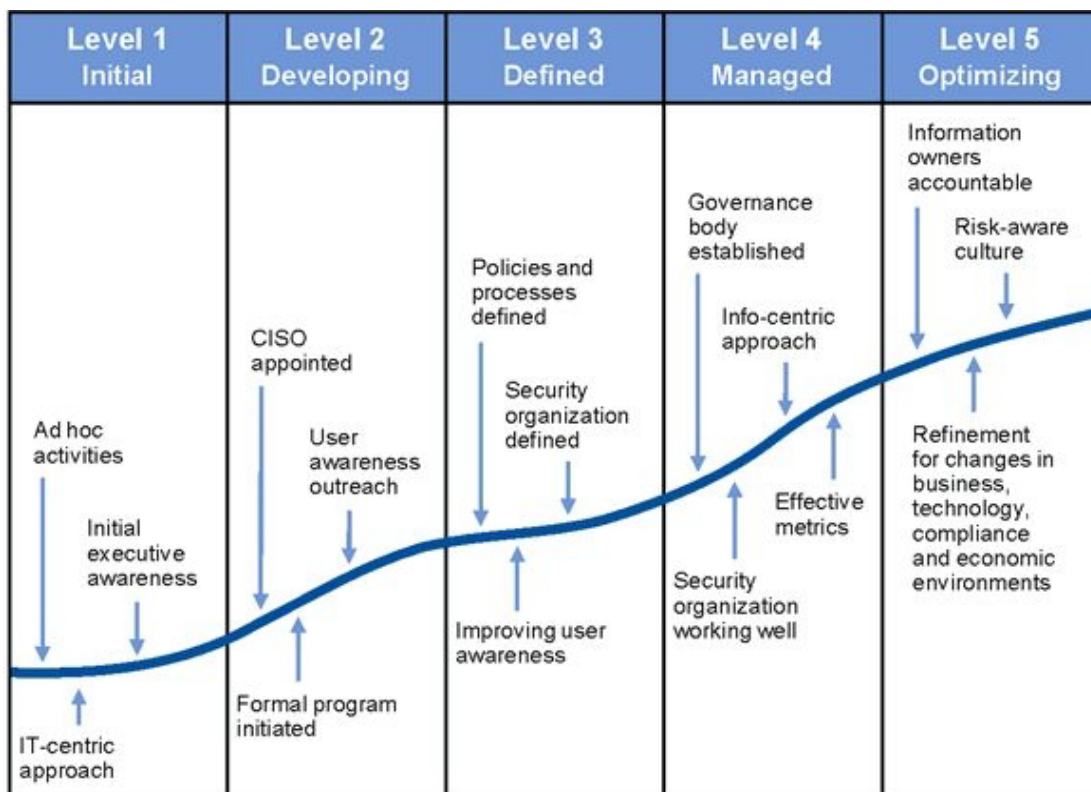 Level 1
Initial
Level 2
Developing
Level 3
Defined
Level 4
Managed
Level 5
Optimizing
Ad hoc
activities
Initial
executive
awareness
IT-centric
approach
CISO
appointed
User
awareness
outreach
Formal program
initiated
Policies and
processes
defined
Security
organization
defined
Improving user
awareness
Governance
body
established
Info-centric
approach
Effective
metrics
Security
organization
working well
Information
owners
accountable
Risk-aware
culture
Refinement
for changes in
business,
technology,
compliance
and economic
environments